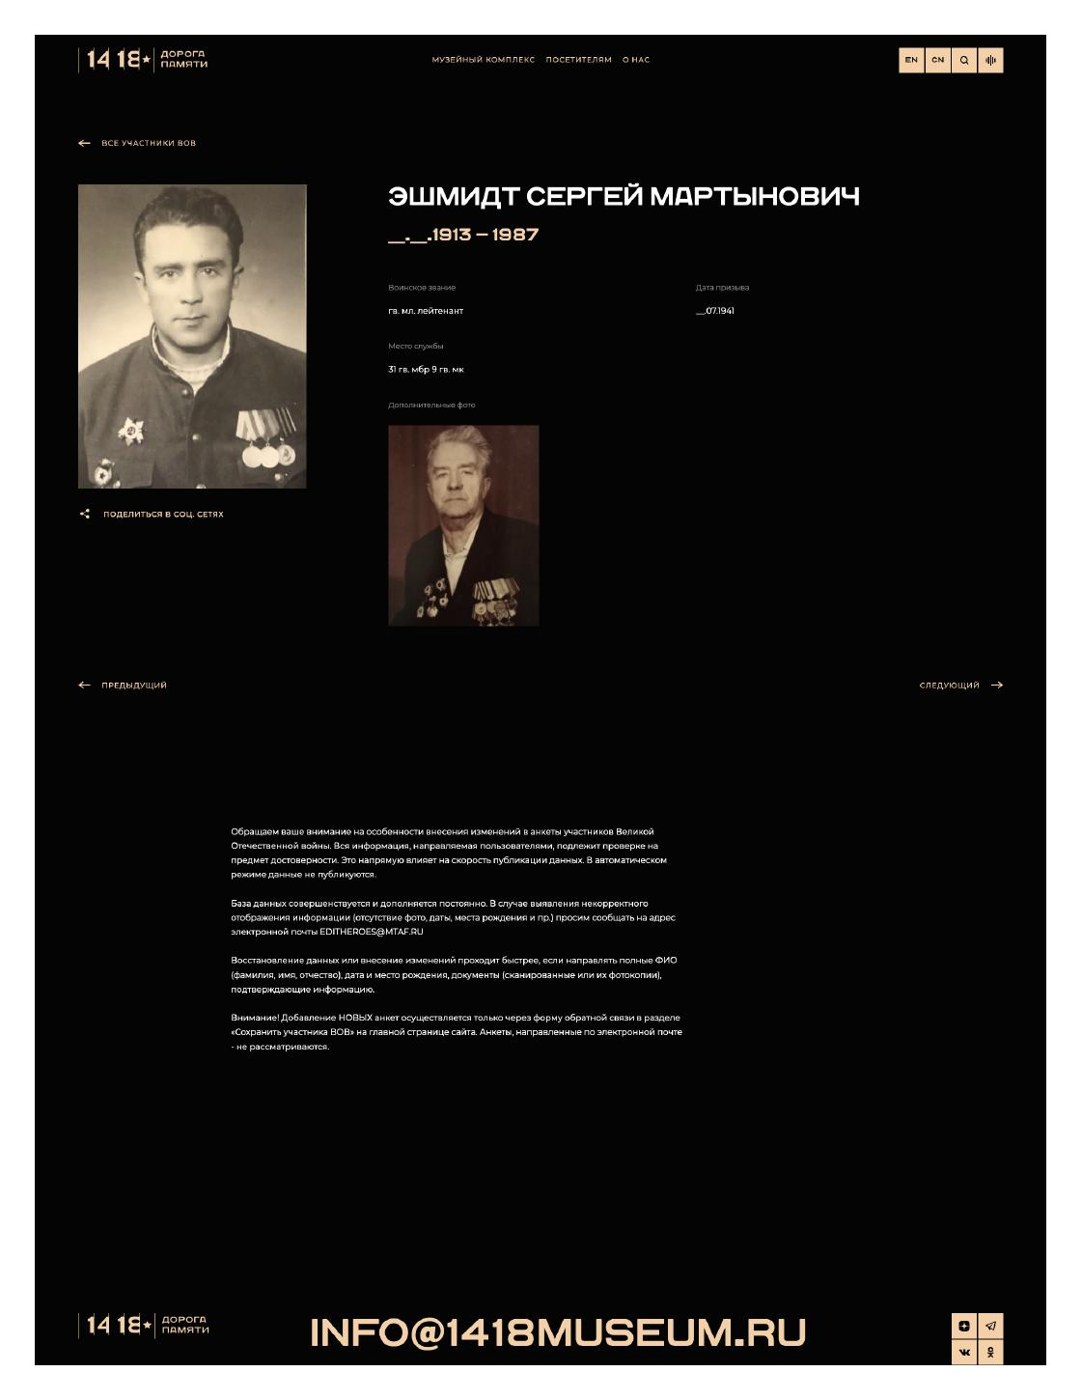 1418 ДОРОГА ПАМЯТИ
МУЗЕЙНЫЙ КОМПЛЕКС ПОСЕТИТЕЛЯМ О НАС
EN CN
ВСЕ УЧАСТНИКИ ВОВ
ЭШМИДТ СЕРГЕЙ МАРТЫНОВИЧ
__.__.1913 – 1987
Воинское звание
Дата призыва
гв. мл. лейтенант
__.07.1941
Место службы
31 гв. мбр 9 гв. мк
Дополнительные фото
ПОДЕЛИТЬСЯ В СОЦ. СЕТЯХ
ПРЕДЫДУЩИЙ
СЛЕДУЮЩИЙ
Обращаем ваше внимание на особенности внесения изменений в анкеты участников Великой
Отечественной войны. Вся информация, направляемая пользователями, подлежит проверке на
предмет достоверности. Это напрямую влияет на скорость публикации данных. В автоматическом
режиме данные не публикуются.
База данных совершенствуется и дополняется постоянно. В случае выявления некорректного
отображения информации (отсутствие фото, даты, места рождения и пр.) просим сообщать на адрес
электронной почты EDITHEROES@MTAF.RU
Восстановление данных или внесение изменений проходит быстрее, если направлять полные ФИО
(фамилия, имя, отчество), дата и место рождения, документы (сканированные или их фотокопии),
подтверждающие информацию.
Внимание! Добавление НОВЫХ анкет осуществляется только через форму обратной связи в разделе
«Сохранить участника ВОВ» на главной странице сайта. Анкеты, направленные по электронной почте
- не рассматриваются.
1418 ДОРОГА ПАМЯТИ
INFO@1418MUSEUM.RU